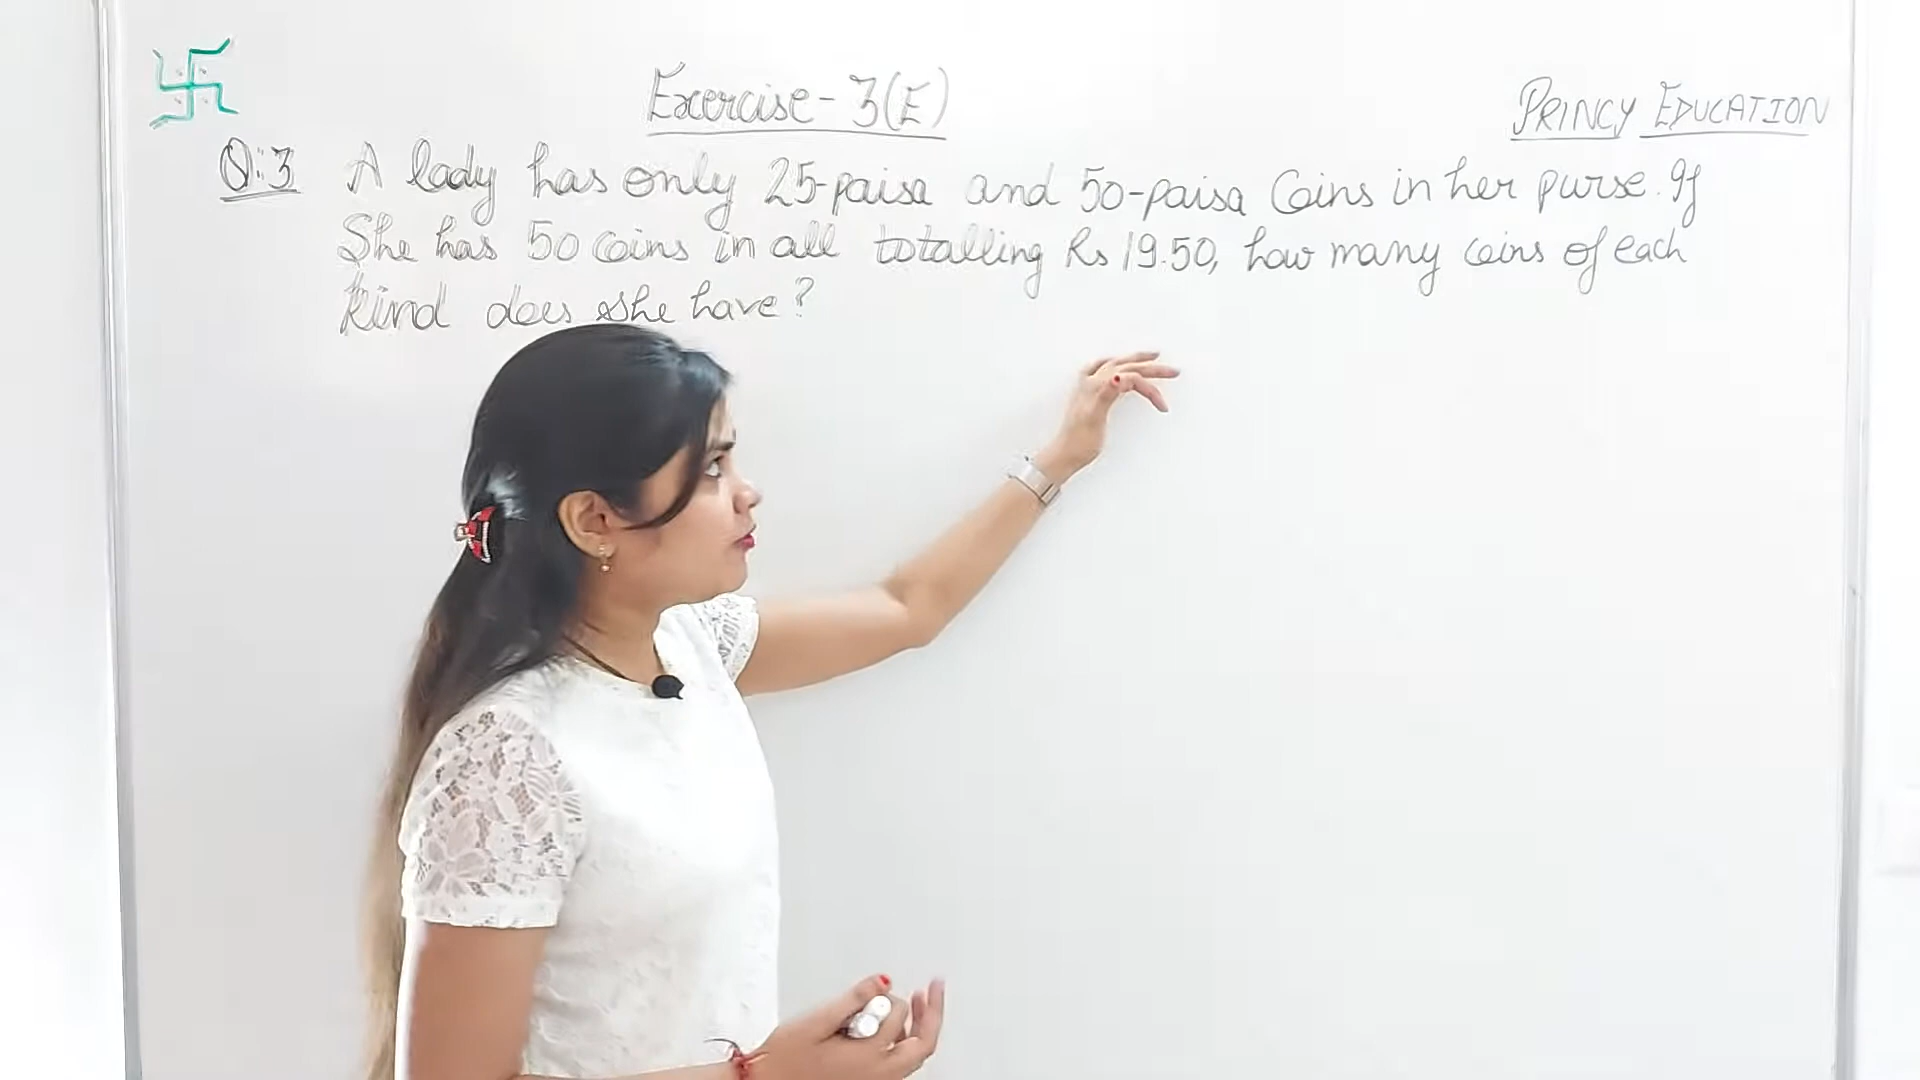 Exercise - 3(E)
PRINCY EDUCATION
Q:3 A lady has only 25-paisa and 50-paisa Coins in her purse. If
She has 50 coins in all totalling Rs 19.50, how many coins of each
kind does she have?